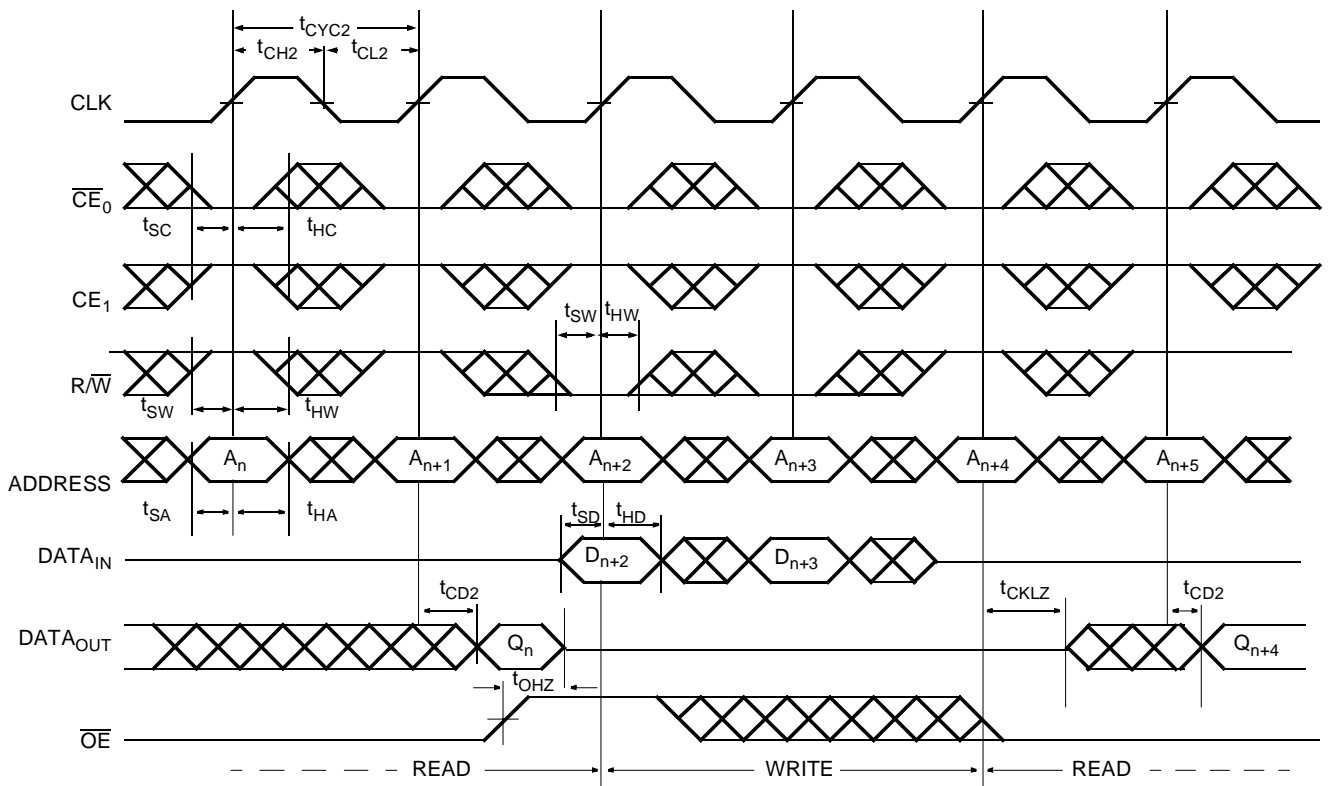 tCYC2
tCH2 tCL2
CLK
CE0
tSC tHC
CE1
tSW tHW
R/W
tSW tHW
An An+1 An+2 An+3 An+4 An+5
ADDRESS
tSA tHA tSD tHD
DATAIN Dn+2 Dn+3
tCD2 tCKLZ tCD2
DATAOUT Qn Qn+4
tOHZ
OE
READ WRITE READ